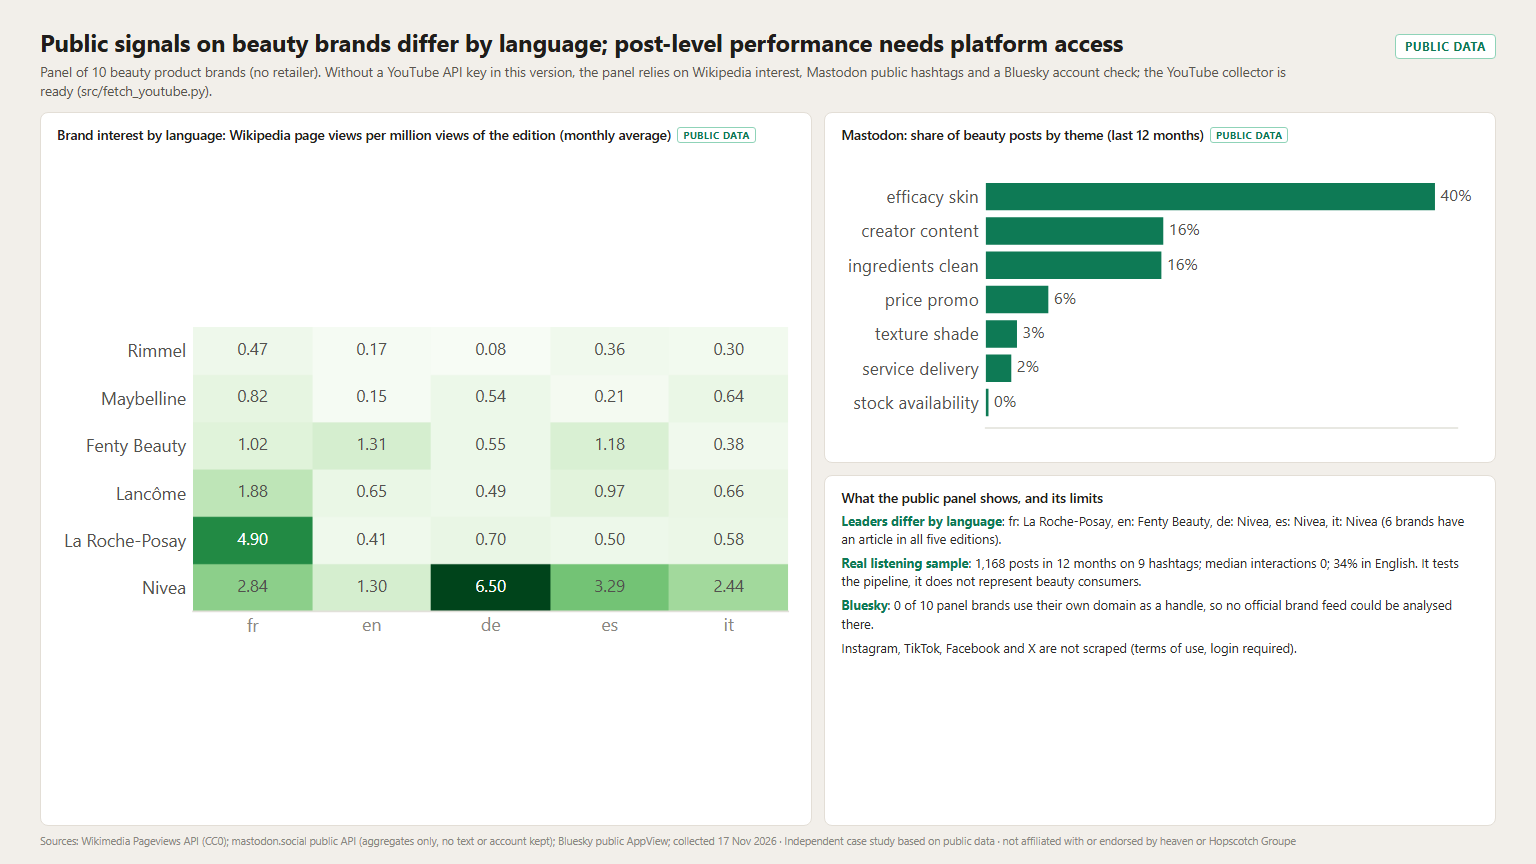 Public signals on beauty brands differ by language; post-level performance needs platform access
PUBLIC DATA
Panel of 10 beauty product brands (no retailer). Without a YouTube API key in this version, the panel relies on Wikipedia interest, Mastodon public hashtags and a Bluesky account check; the YouTube collector is
ready (src/fetch_youtube.py).
Brand interest by language: Wikipedia page views per million views of the edition (monthly average) PUBLIC DATA
Rimmel 0.47 0.17 0.08 0.36 0.30
Maybelline 0.82 0.15 0.54 0.21 0.64
Fenty Beauty 1.02 1.31 0.55 1.18 0.38
Lancôme 1.88 0.65 0.49 0.97 0.66
La Roche-Posay 4.90 0.41 0.70 0.50 0.58
Nivea 2.84 1.30 6.50 3.29 2.44
fr en de es it
Mastodon: share of beauty posts by theme (last 12 months) PUBLIC DATA
efficacy skin 40%
creator content 16%
ingredients clean 16%
price promo 6%
texture shade 3%
service delivery 2%
stock availability 0%
What the public panel shows, and its limits
Leaders differ by language: fr: La Roche-Posay, en: Fenty Beauty, de: Nivea, es: Nivea, it: Nivea (6 brands have
an article in all five editions).
Real listening sample: 1,168 posts in 12 months on 9 hashtags; median interactions 0; 34% in English. It tests
the pipeline, it does not represent beauty consumers.
Bluesky: 0 of 10 panel brands use their own domain as a handle, so no official brand feed could be analysed
there.
Instagram, TikTok, Facebook and X are not scraped (terms of use, login required).
Sources: Wikimedia Pageviews API (CC0); mastodon.social public API (aggregates only, no text or account kept); Bluesky public AppView; collected 17 Nov 2026 · Independent case study based on public data · not affiliated with or endorsed by heaven or Hopscotch Groupe